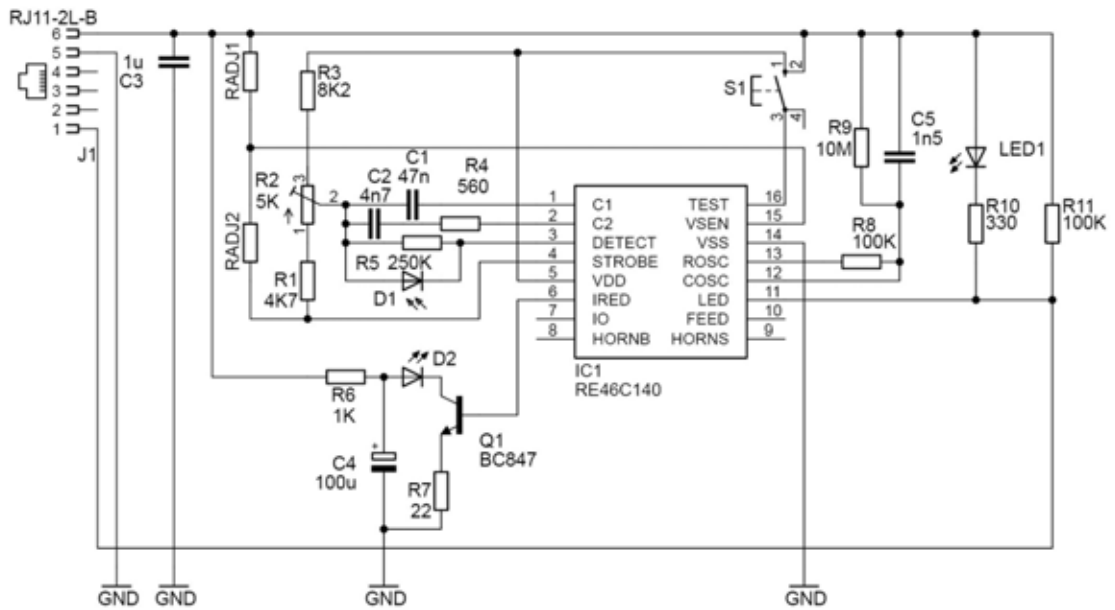 RJ11-2L-B
6
5
4
3
2
1
J1
1u
C3
RADJ1
R3
8K2
R2
5K
3
2
1
RADJ2
R1
4K7
C2
4n7
C1
47n
R4
560
R5
250K
D1
1
2
3
4
5
6
7
8
C1
C2
DETECT
STROBE
VDD
IRED
IO
HORNB
TEST
VSEN
VSS
ROSC
COSC
LED
FEED
HORNS
16
15
14
13
12
11
10
9
IC1
RE46C140
S1
1
2
3
4
R9
10M
C5
1n5
R8
100K
LED1
R10
330
R11
100K
D2
R6
1K
+
C4
100u
Q1
BC847
R7
22
GND
GND
GND
GND